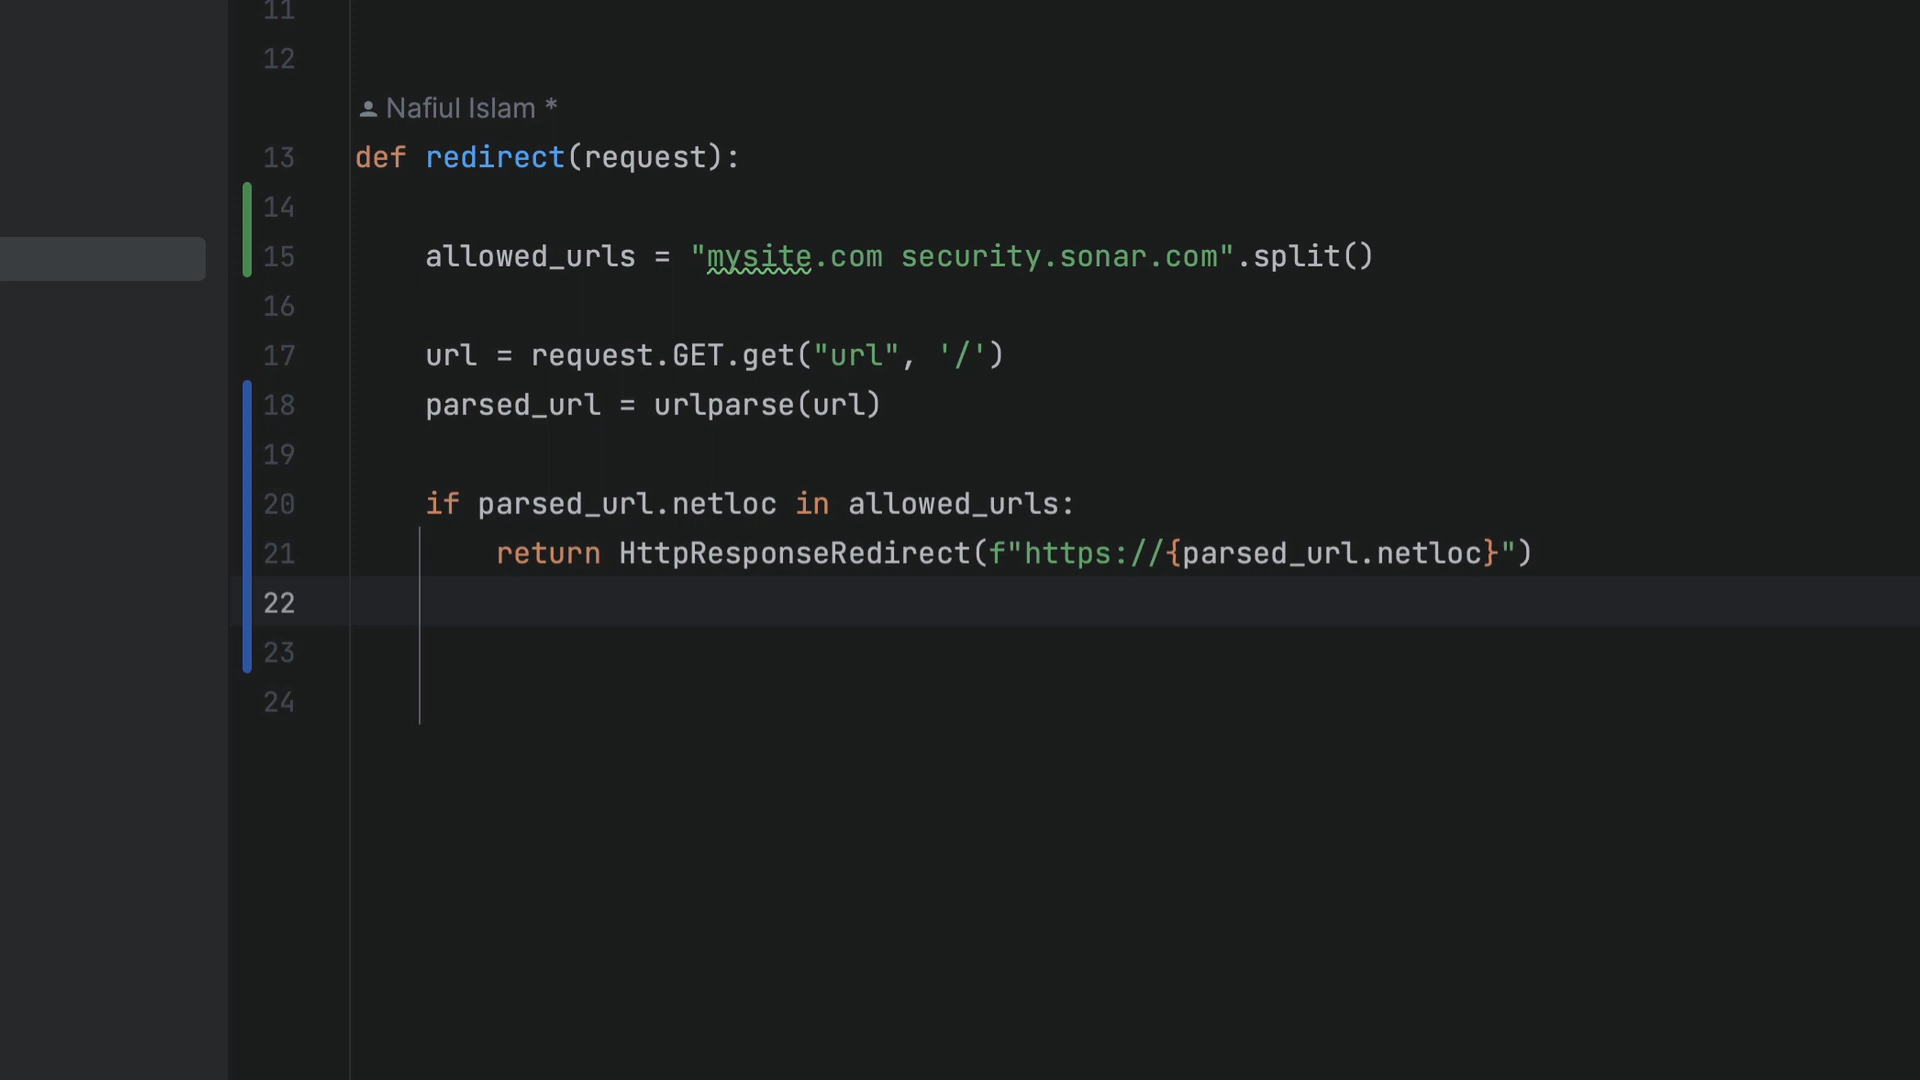 11
12
Nafiul Islam *
13 def redirect(request):
14
15 allowed_urls = "mysite.com security.sonar.com".split()
16
17 url = request.GET.get("url", '/')
18 parsed_url = urlparse(url)
19
20 if parsed_url.netloc in allowed_urls:
21 return HttpResponseRedirect(f"https://{parsed_url.netloc}")
22
23
24